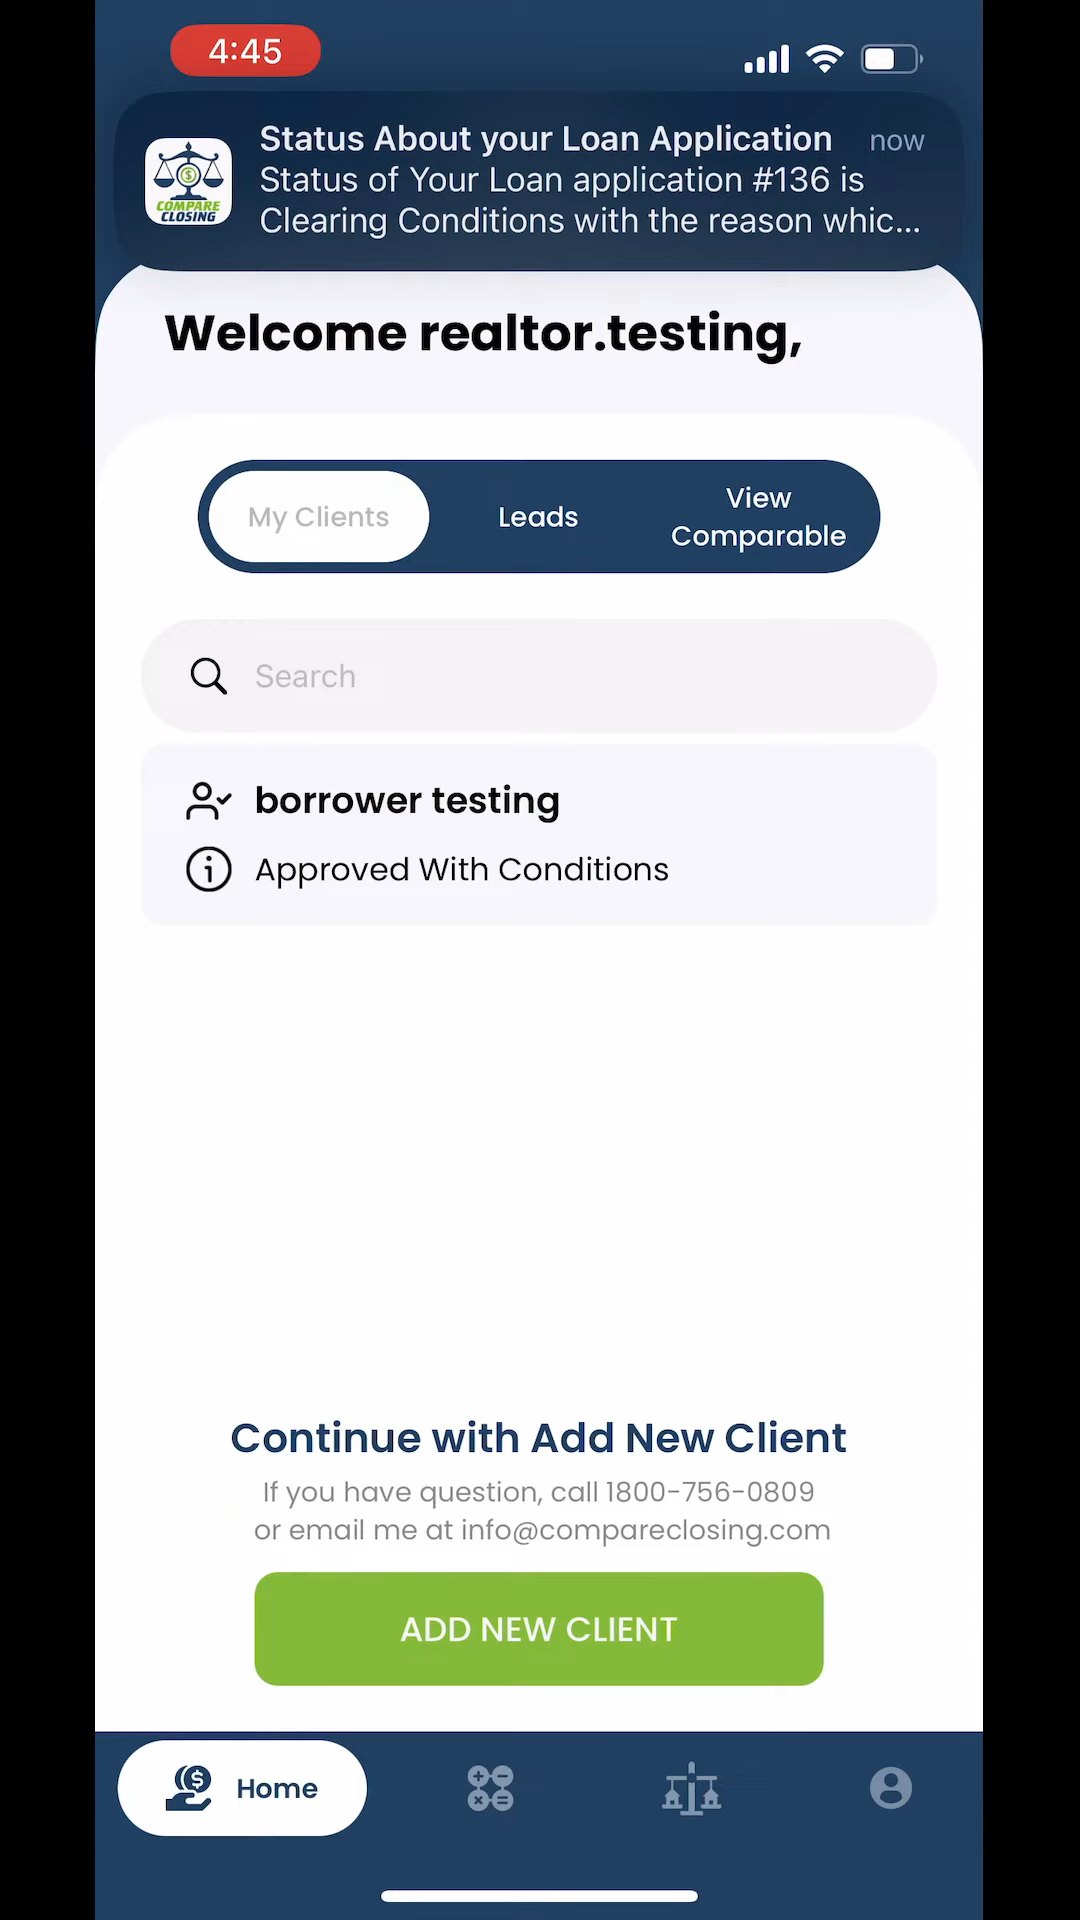 4:45
Status About your Loan Application
now
Status of Your Loan application #136 is
Clearing Conditions with the reason whic...
COMPARE
CLOSING
Welcome realtor.testing,
My Clients
Leads
View
Comparable
Search
borrower testing
Approved With Conditions
Continue with Add New Client
If you have question, call 1800-756-0809
or email me at info@compareclosing.com
ADD NEW CLIENT
Home